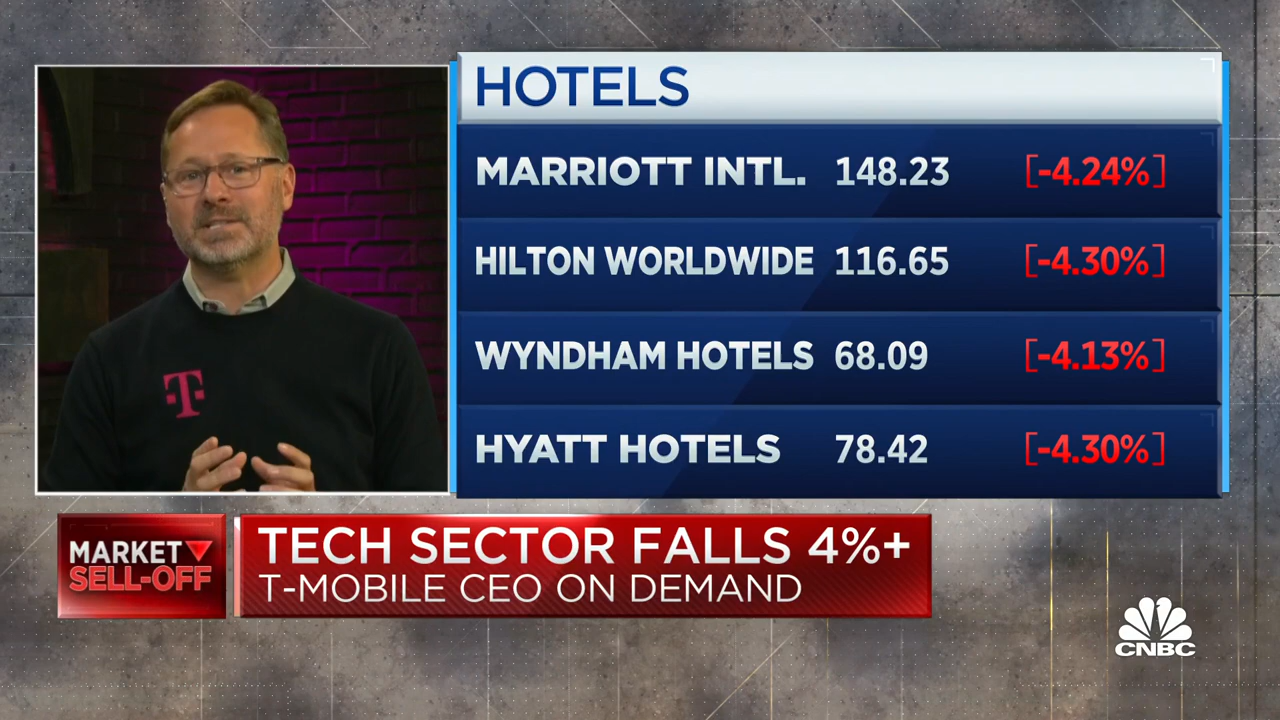 HOTELS
MARRIOTT INTL. 148.23 [-4.24%]
HILTON WORLDWIDE 116.65 [-4.30%]
WYNDHAM HOTELS 68.09 [-4.13%]
HYATT HOTELS 78.42 [-4.30%]
T
MARKET
SELL-OFF
TECH SECTOR FALLS 4%+
T-MOBILE CEO ON DEMAND
CNBC